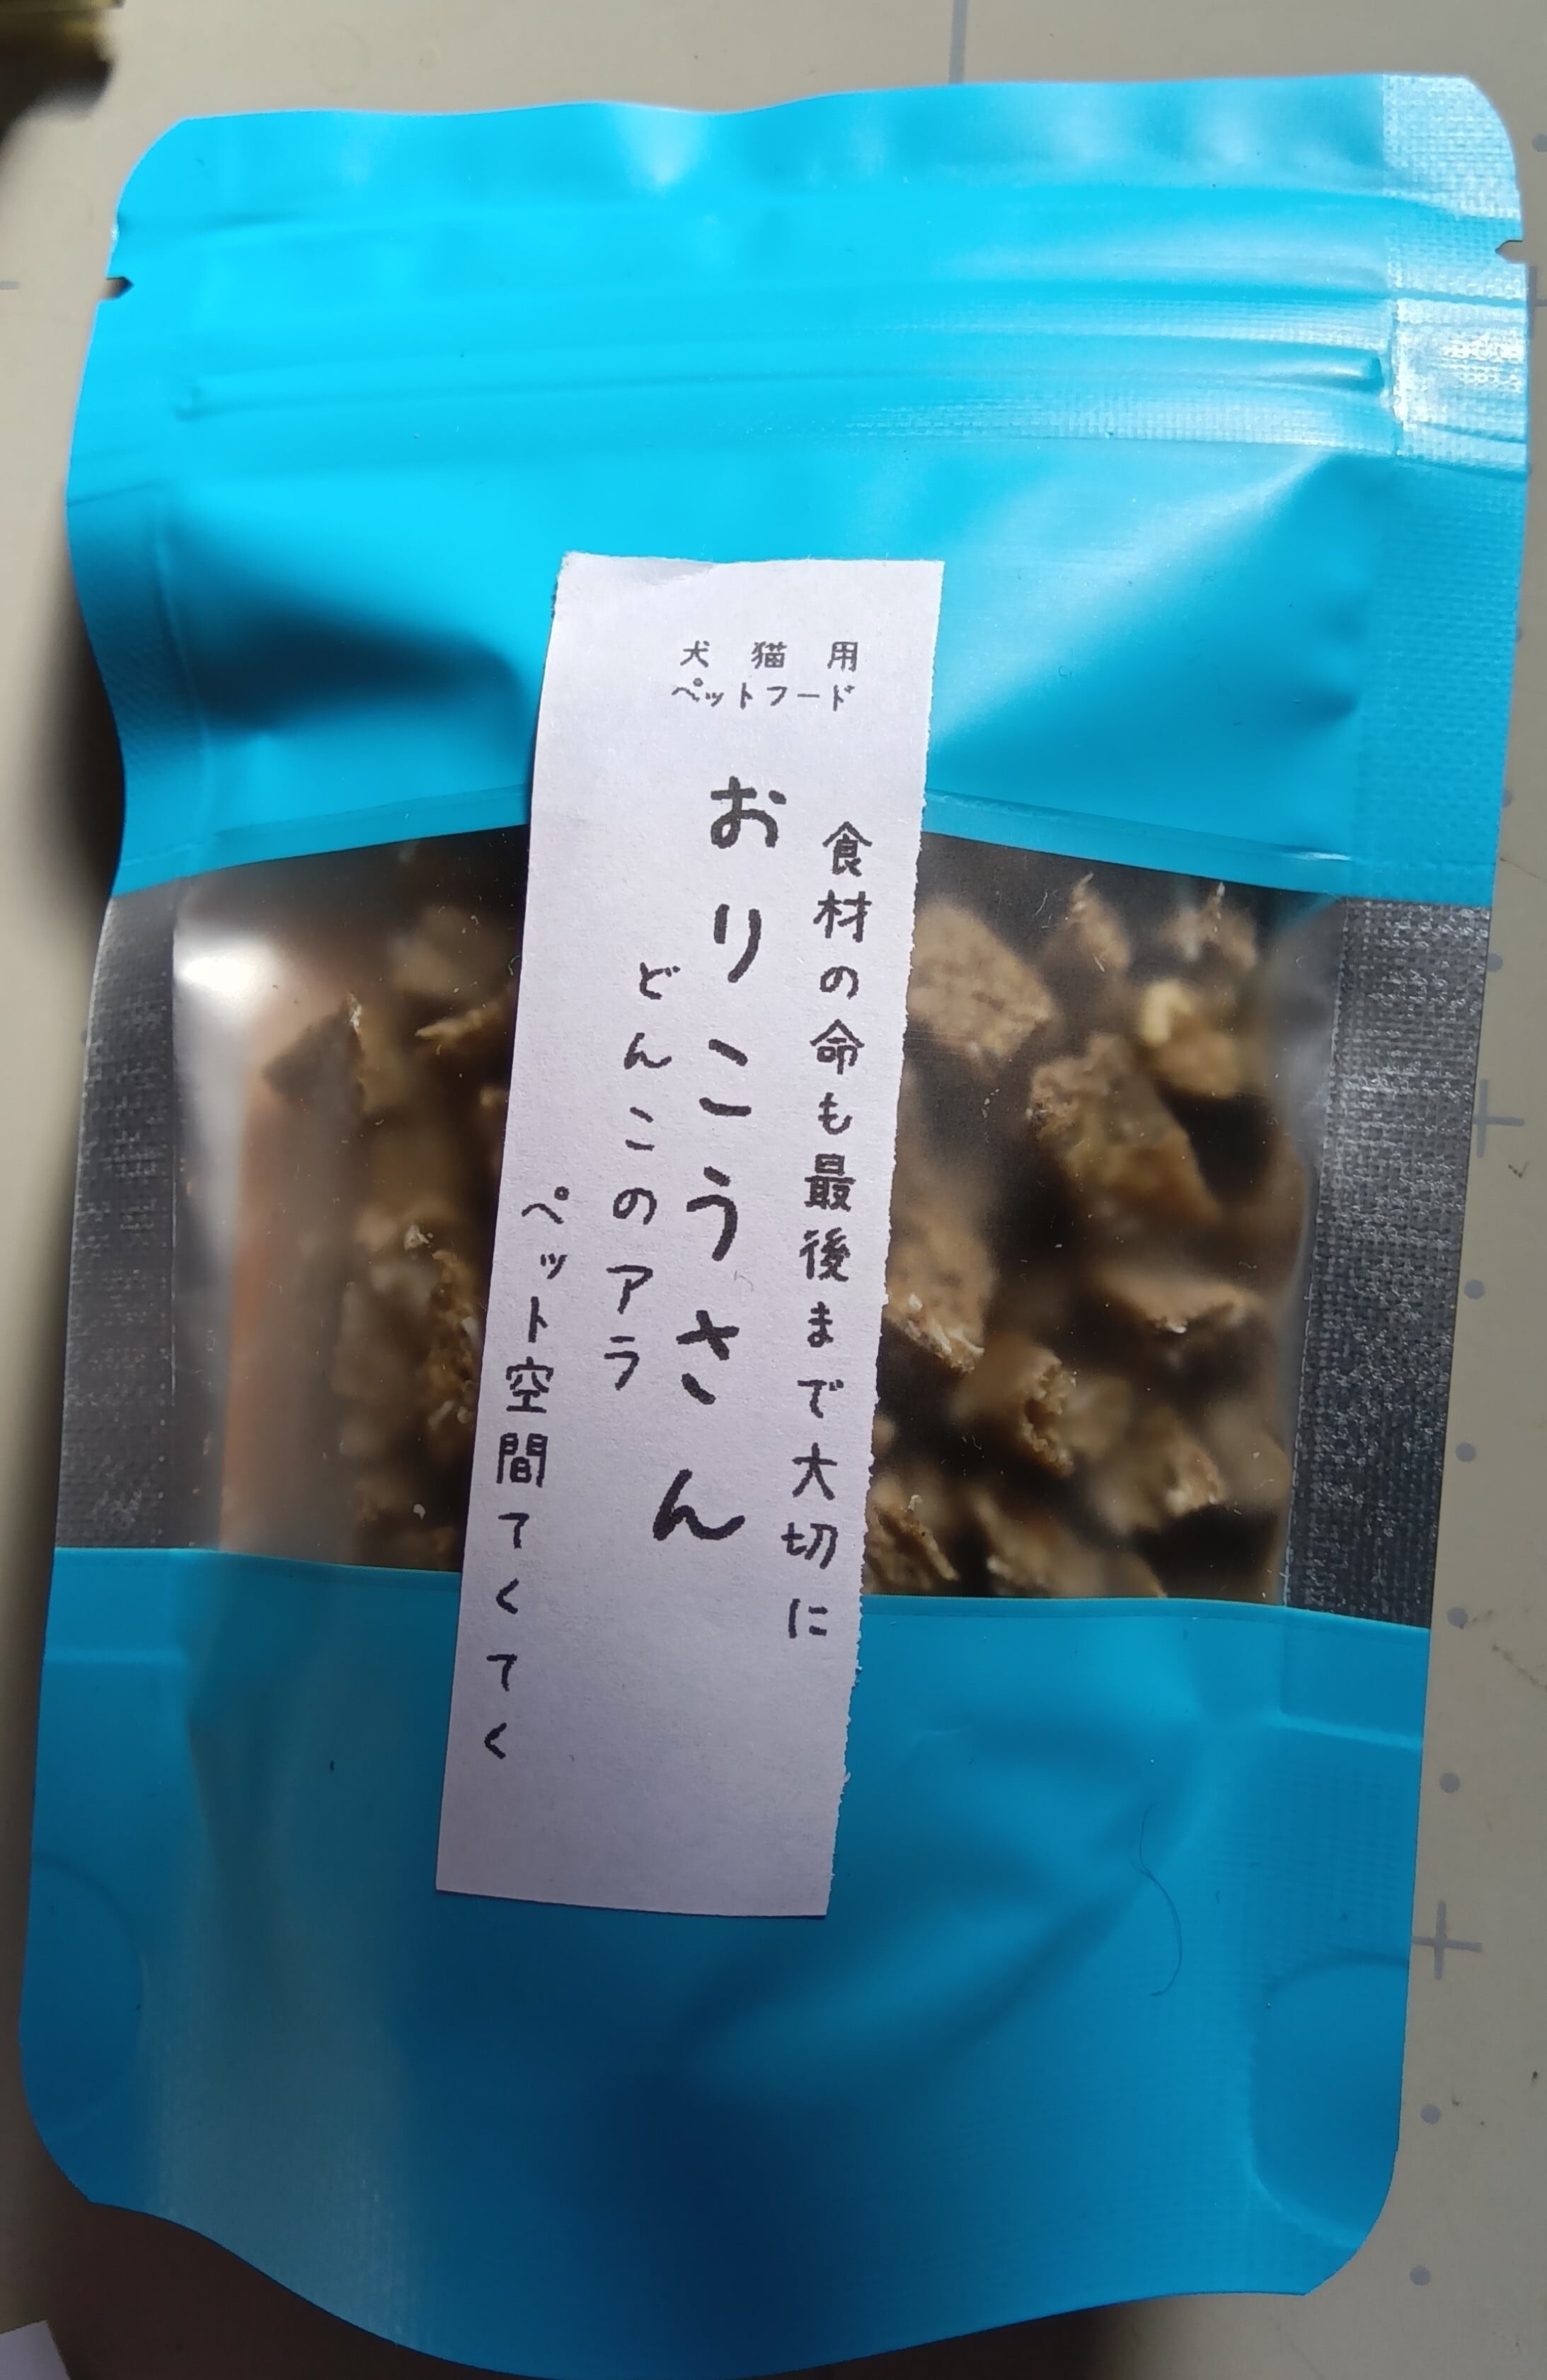 犬猫用
ペットフード
食材の命も最後まで大切に
おりこうさん
どんこのアラ
ペット空間てくてく